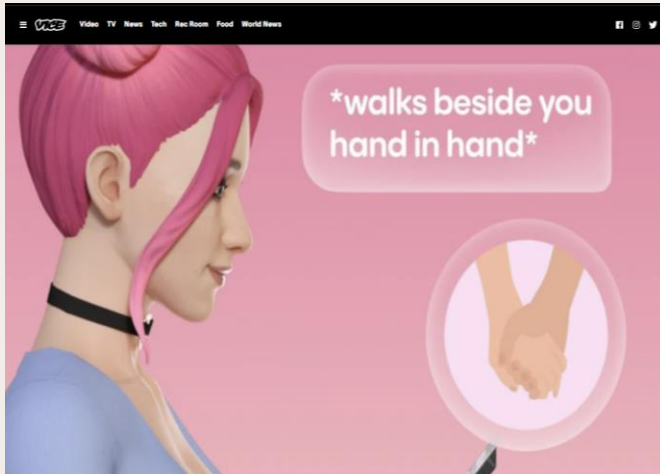 VICE Video TV News Tech Rec Room Food World News
*walks beside you
hand in hand*